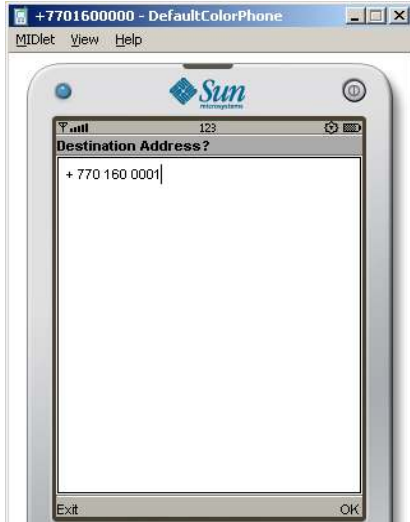 +7701600000 - DefaultColorPhone
MIDlet View Help
Sun
microsystems
123
Destination Address?
+ 770 160 0001
Exit OK